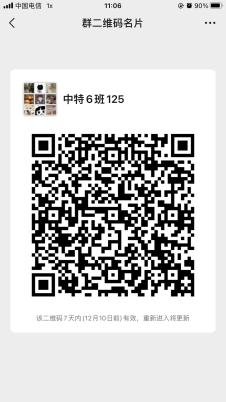 中国电信 1x 11:06 90%
群二维码名片
中特6班125
该二维码7天内(12月10日前)有效，重新进入将更新